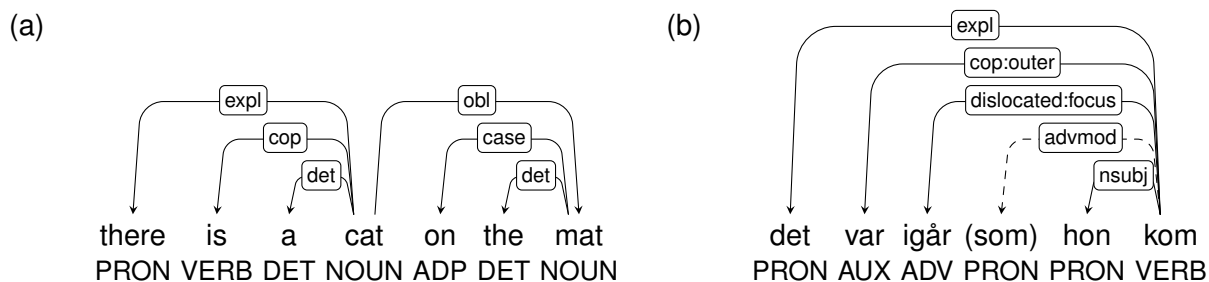 (a)
expl
obl
cop
case
det
det
there is a cat on the mat
PRON VERB DET NOUN ADP DET NOUN
(b)
expl
cop:outer
dislocated:focus
advmod
nsubj
det var igår (som) hon kom
PRON AUX ADV PRON PRON VERB